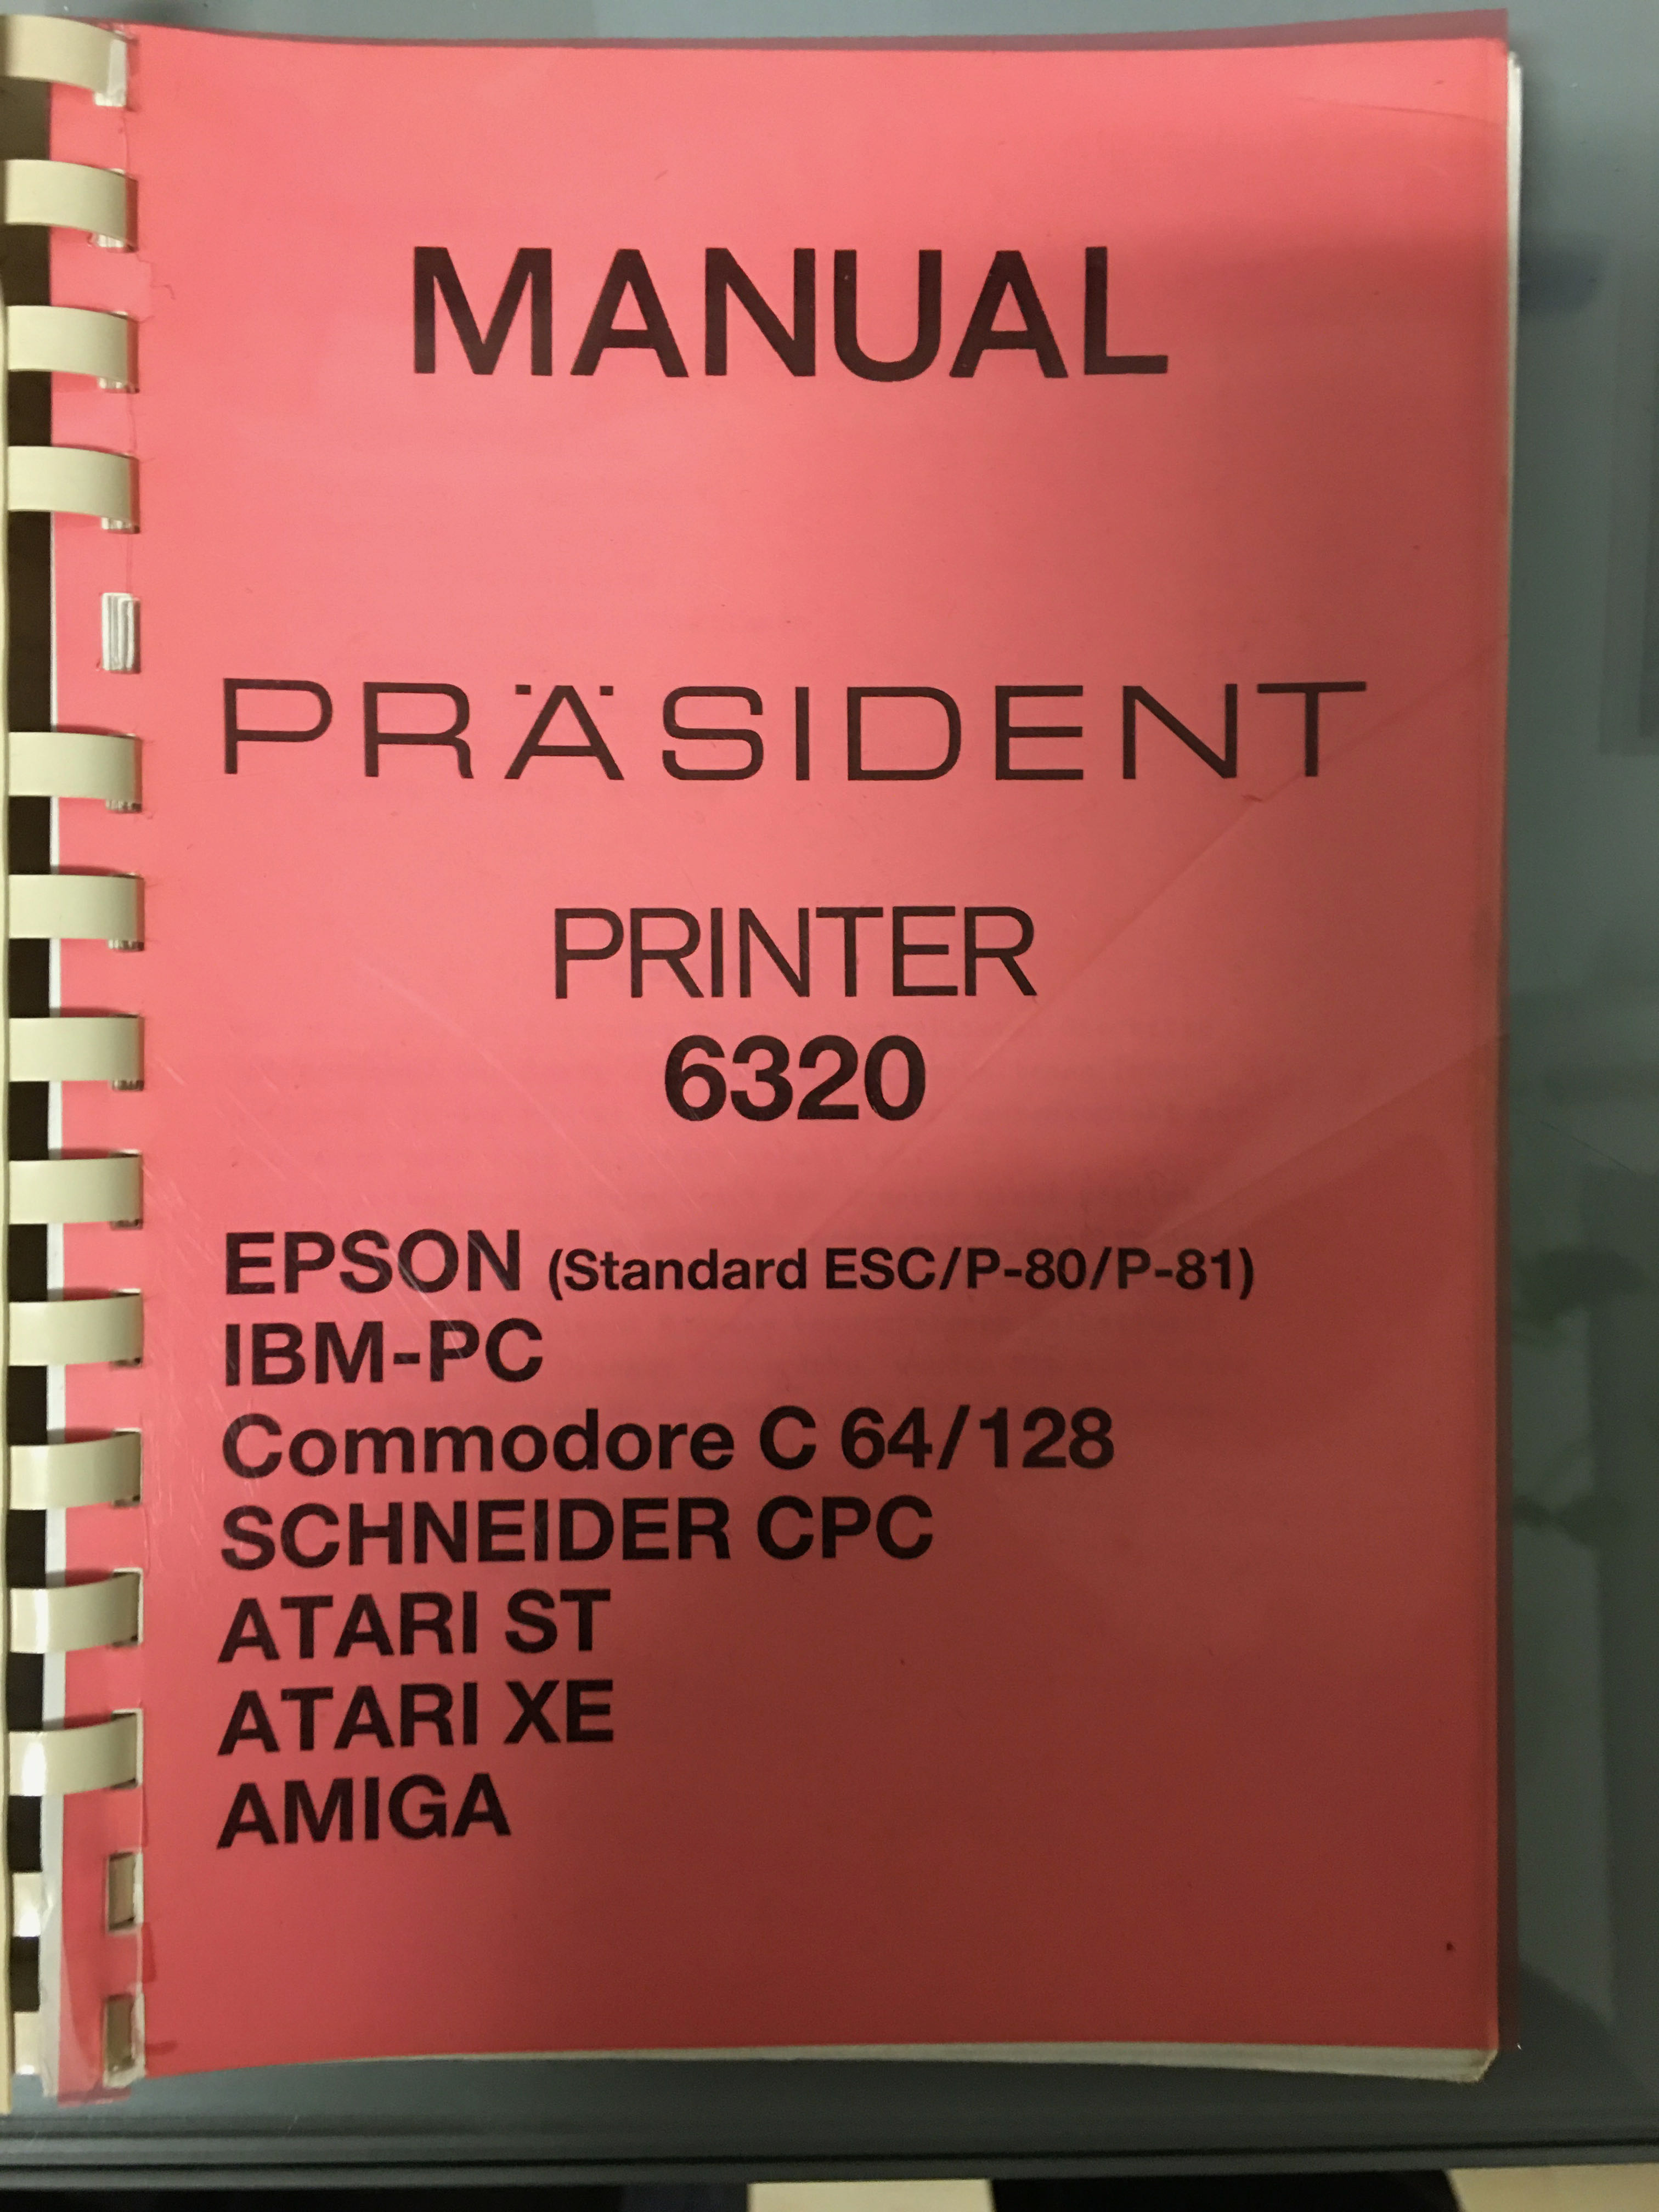 MANUAL
PRÄSIDENT
PRINTER
6320
EPSON (Standard ESC/P-80/P-81)
IBM-PC
Commodore C 64/128
SCHNEIDER CPC
ATARI ST
ATARI XE
AMIGA